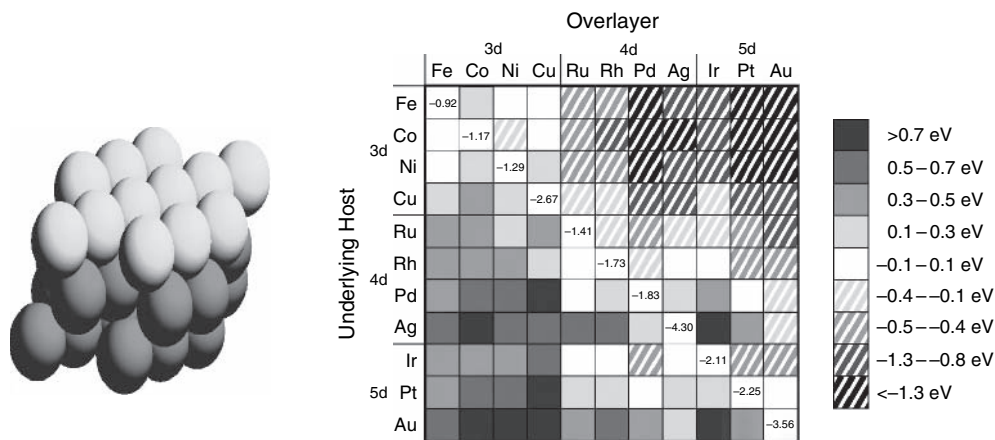 Overlayer
3d 4d 5d
Fe Co Ni Cu Ru Rh Pd Ag Ir Pt Au
Underlying Host
3d
Fe −0.92
Co −1.17
Ni −1.29
Cu −2.67
4d
Ru −1.41
Rh −1.73
Pd −1.83
Ag −4.30
5d
Ir −2.11
Pt −2.25
Au −3.56
>0.7 eV
0.5–0.7 eV
0.3–0.5 eV
0.1–0.3 eV
−0.1–0.1 eV
−0.4–−0.1 eV
−0.5–−0.4 eV
−1.3–−0.8 eV
<−1.3 eV